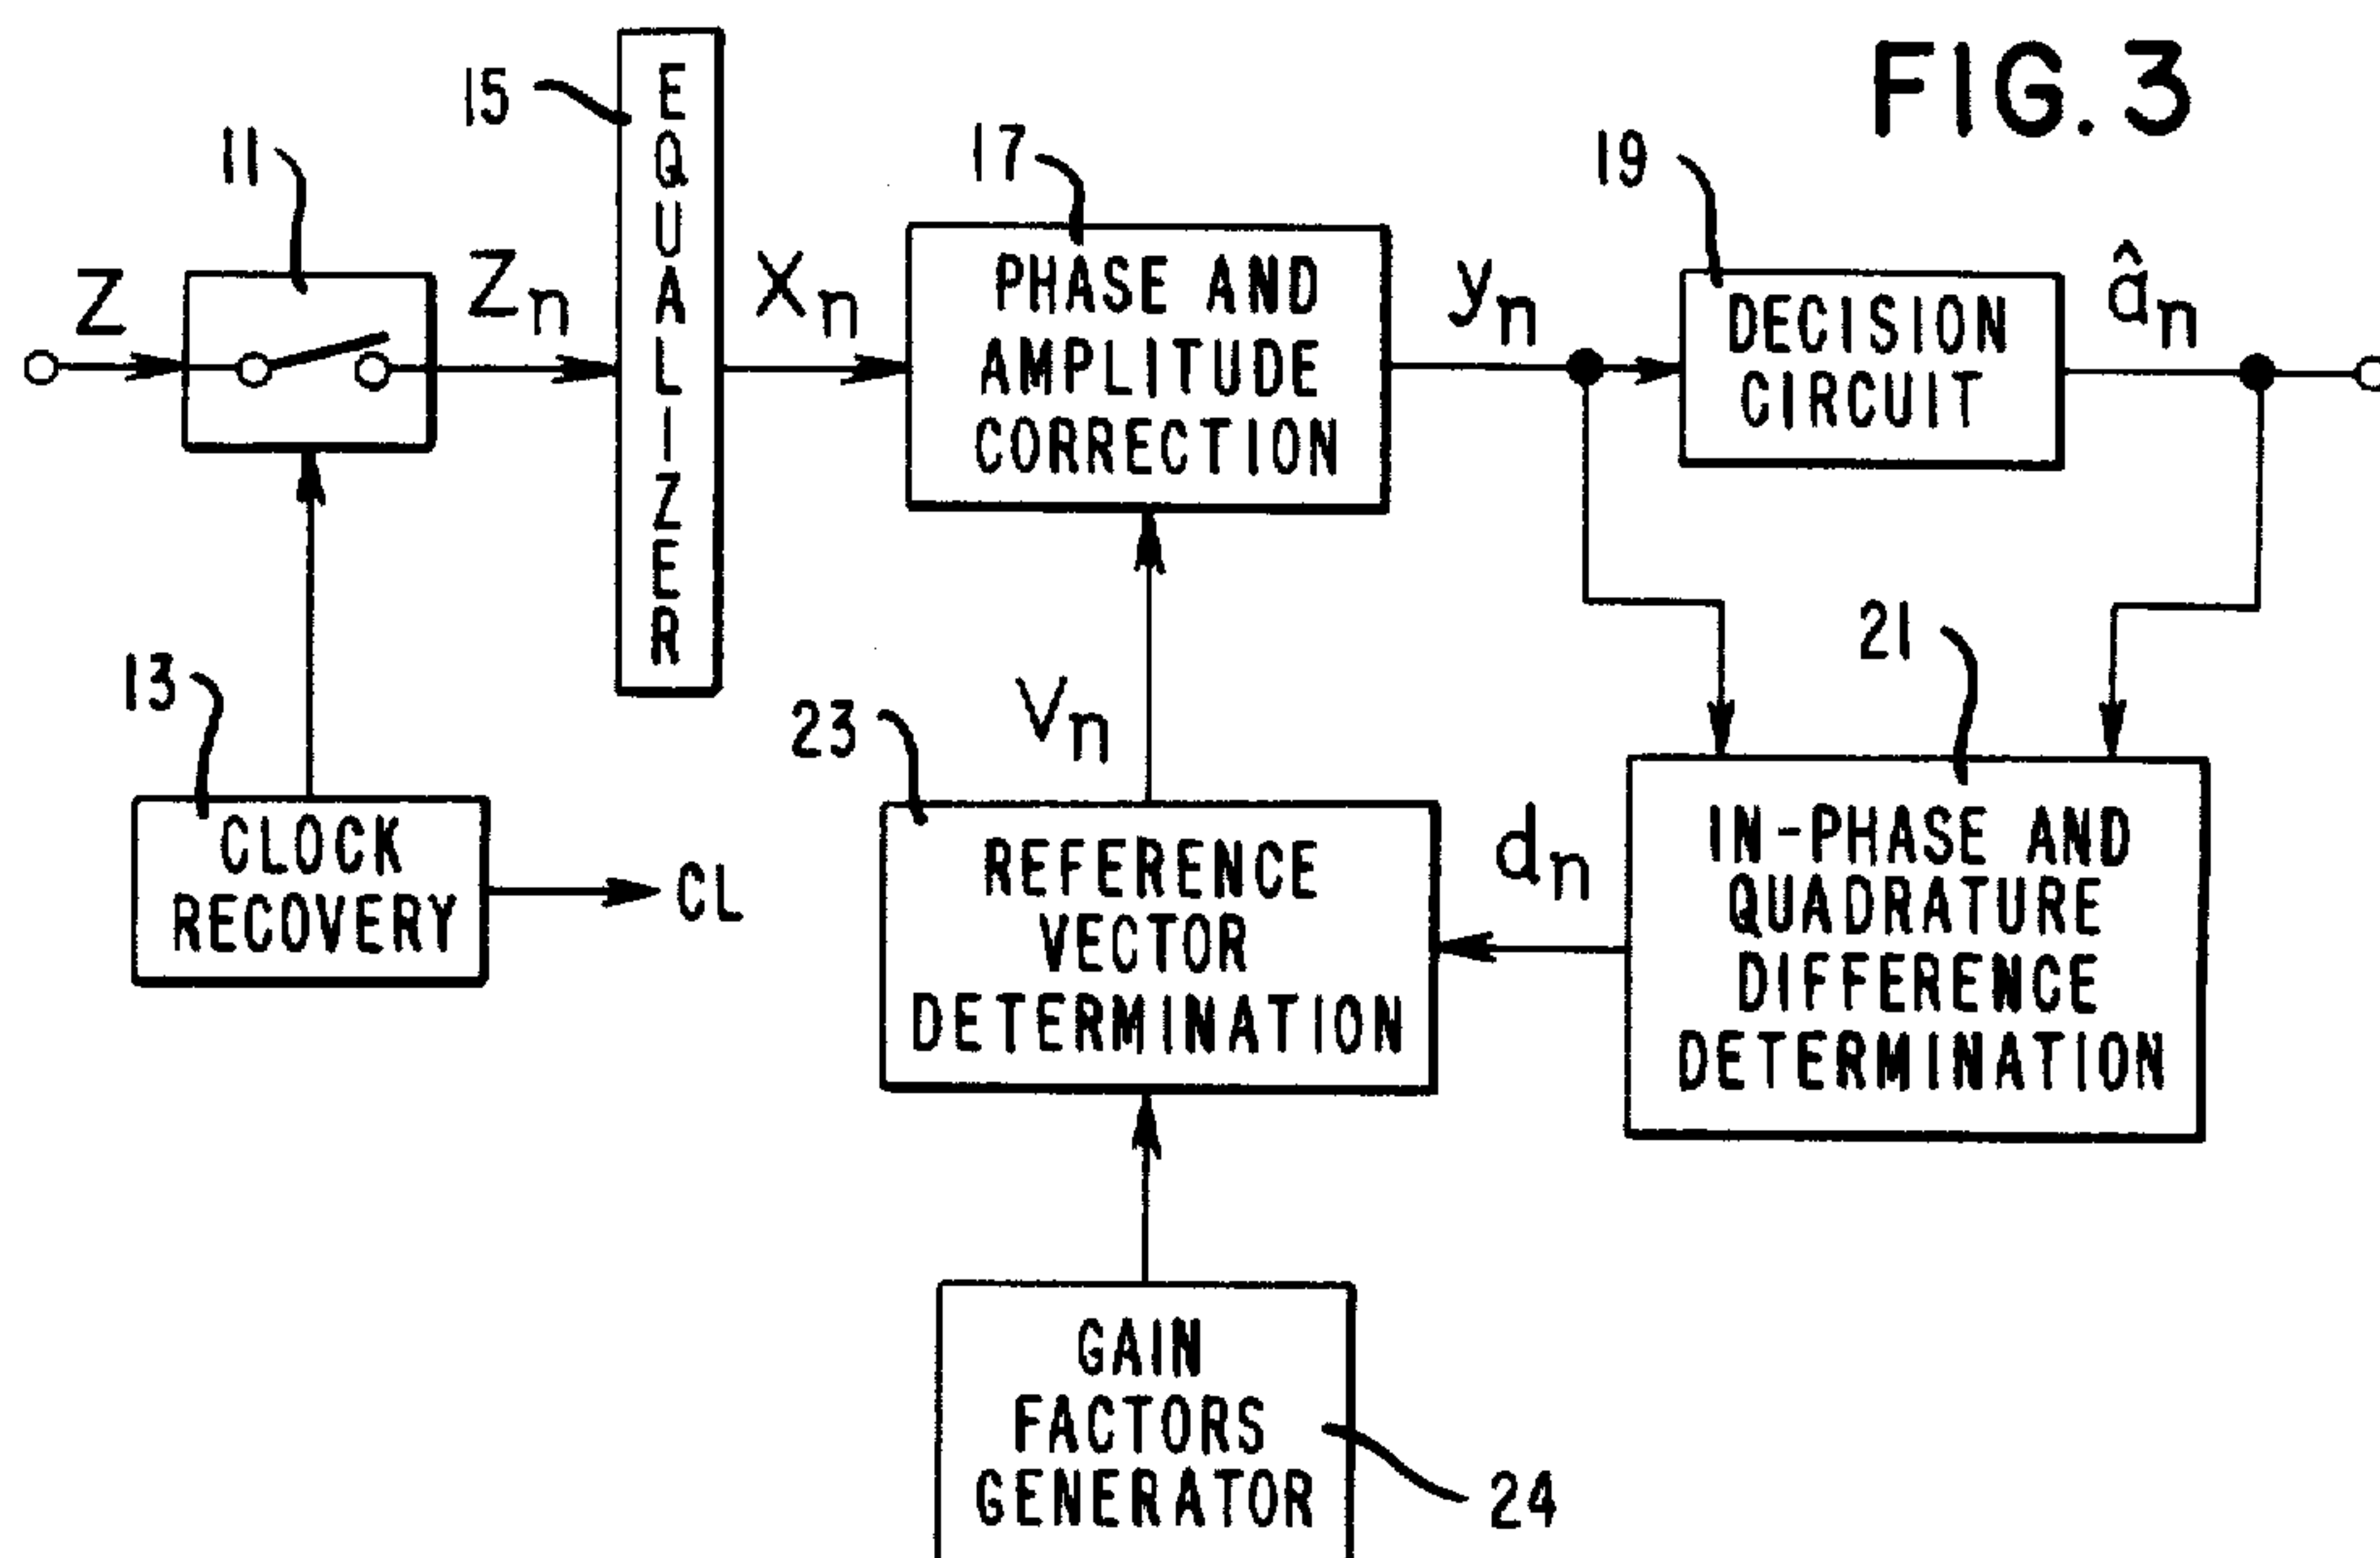 FIG. 3
15
11
17
19
Z
Zn
EQUALIZER
Xn
PHASE AND
AMPLITUDE
CORRECTION
yn
DECISION
CIRCUIT
ân
13
CLOCK
RECOVERY
CL
23
Vn
REFERENCE
VECTOR
DETERMINATION
dn
21
IN-PHASE AND
QUADRATURE
DIFFERENCE
DETERMINATION
GAIN
FACTORS
GENERATOR
24